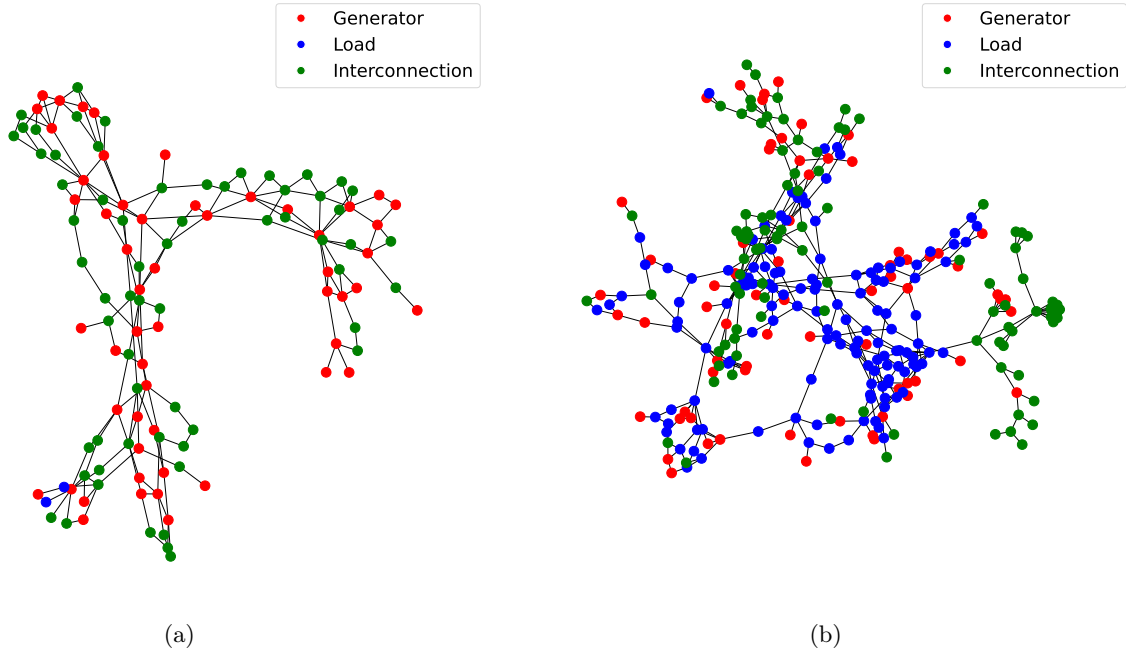 Generator
Load
Interconnection
Generator
Load
Interconnection
(a)
(b)